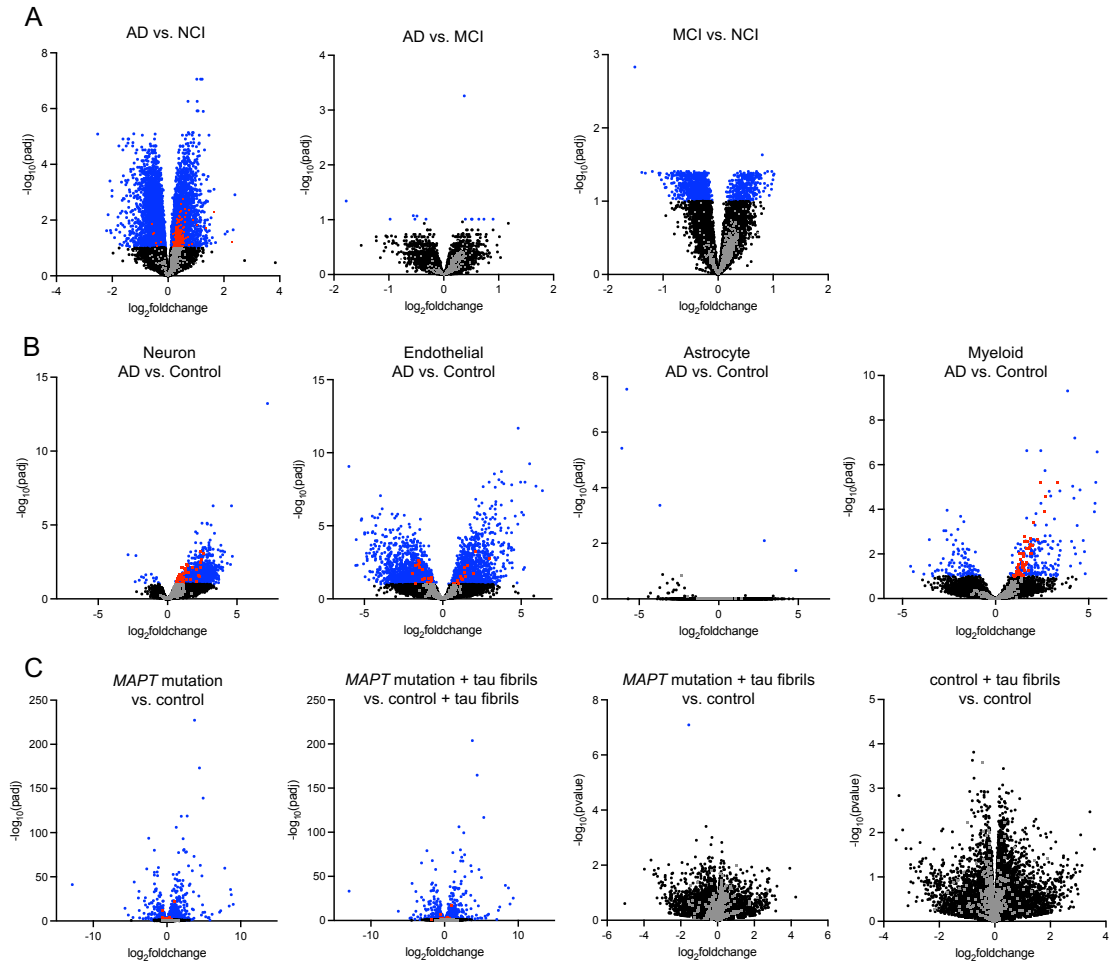 A
AD vs. NCI
AD vs. MCI
MCI vs. NCI
8
6
4
2
0
-log10(padj)
-4
-2
0
2
4
log2foldchange
4
3
2
1
0
-log10(padj)
-2
-1
0
1
2
log2foldchange
3
2
1
0
-log10(padj)
-2
-1
0
1
2
log2foldchange
B
Neuron
AD vs. Control
Endothelial
AD vs. Control
Astrocyte
AD vs. Control
Myeloid
AD vs. Control
15
10
5
0
-log10(padj)
-5
0
5
log2foldchange
15
10
5
0
-log10(padj)
-5
0
5
log2foldchange
8
6
4
2
0
-log10(padj)
-5
0
5
log2foldchange
10
8
6
4
2
0
-log10(padj)
-5
0
5
log2foldchange
C
MAPT mutation
vs. control
MAPT mutation + tau fibrils
vs. control + tau fibrils
MAPT mutation + tau fibrils
vs. control
control + tau fibrils
vs. control
250
200
150
100
50
0
-log10(padj)
-10
0
10
log2foldchange
250
200
150
100
50
0
-log10(padj)
-10
0
10
log2foldchange
8
6
4
2
0
-log10(pvalue)
-6
-4
-2
0
2
4
6
log2foldchange
5
4
3
2
1
0
-log10(pvalue)
-4
-2
0
2
4
log2foldchange